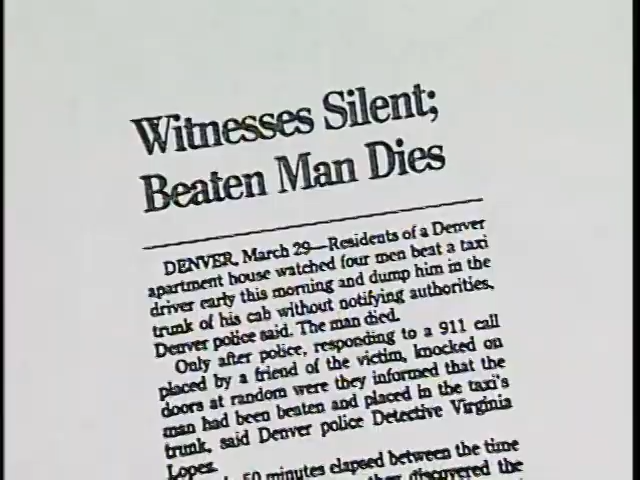 Witnesses Silent;
Beaten Man Dies
DENVER, March 29—Residents of a Denver
apartment house watched four men beat a taxi
driver early this morning and dump him in the
trunk of his cab without notifying authorities,
Denver police said. The man died.
Only after police, responding to a 911 call
placed by a friend of the victim, knocked on
doors at random were they informed that the
man had been beaten and placed in the taxi's
trunk, said Denver police Detective Virginia
Lopez.
50 minutes elapsed between the time
they discovered the